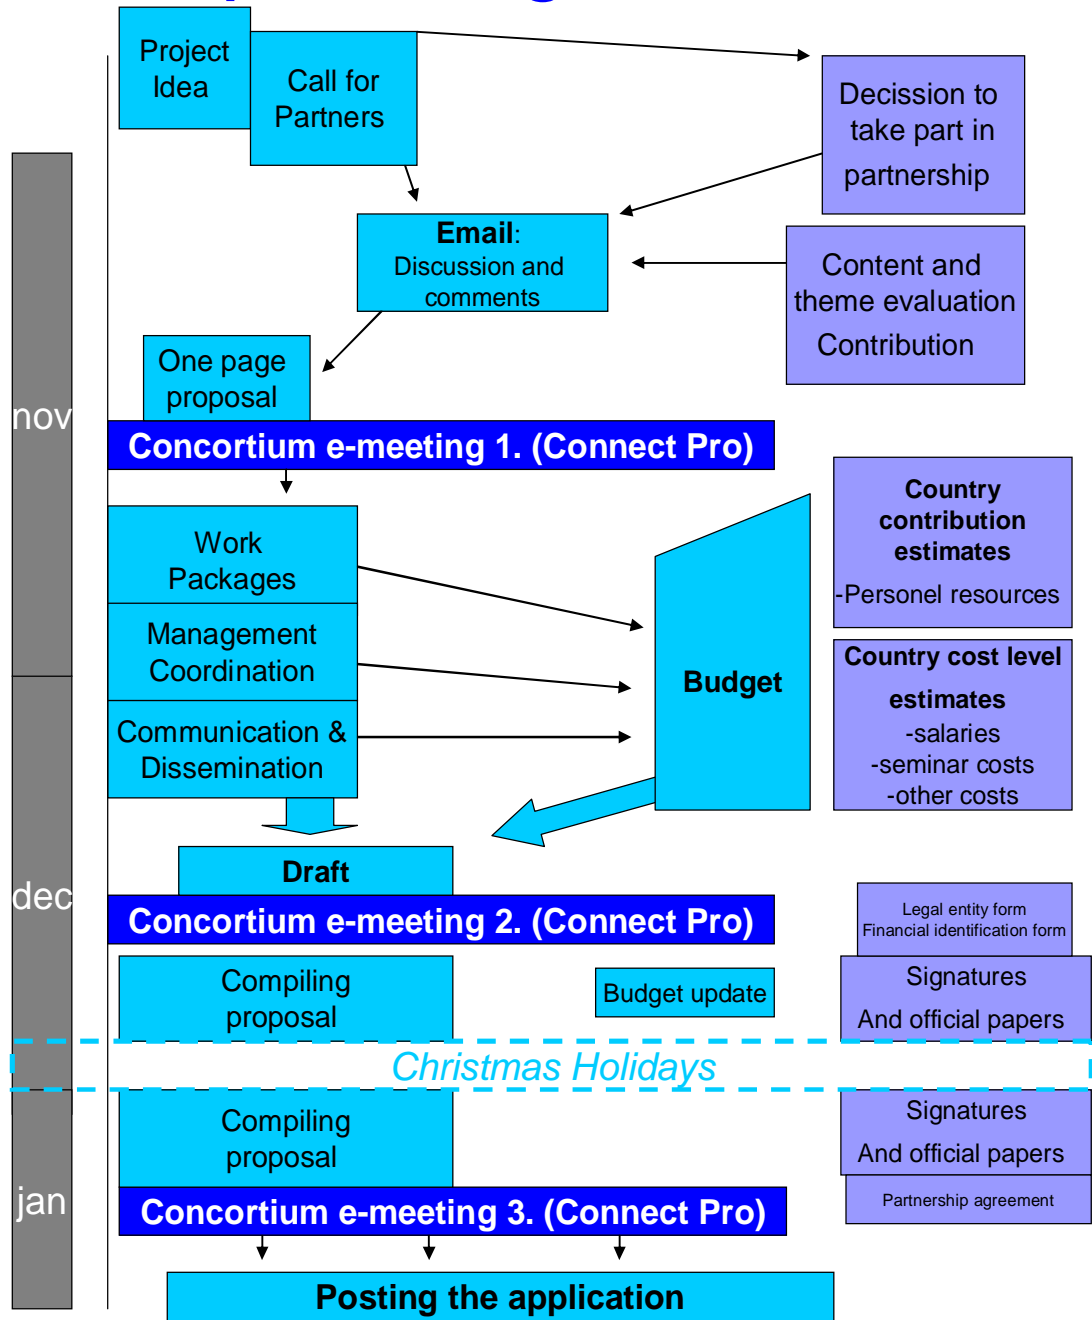 Project
Idea
Call for
Partners
Decission to
take part in
partnership
Email:
Discussion and
comments
Content and
theme evaluation
Contribution
One page
proposal
nov
Concortium e-meeting 1. (Connect Pro)
Country
contribution
estimates
-Personel resources
Work
Packages
Management
Coordination
Communication &
Dissemination
Budget
Country cost level
estimates
-salaries
-seminar costs
-other costs
Draft
dec
Concortium e-meeting 2. (Connect Pro)
Legal entity form
Financial identification form
Compiling
proposal
Budget update
Signatures
And official papers
Christmas Holidays
Compiling
proposal
Signatures
And official papers
jan
Partnership agreement
Concortium e-meeting 3. (Connect Pro)
Posting the application